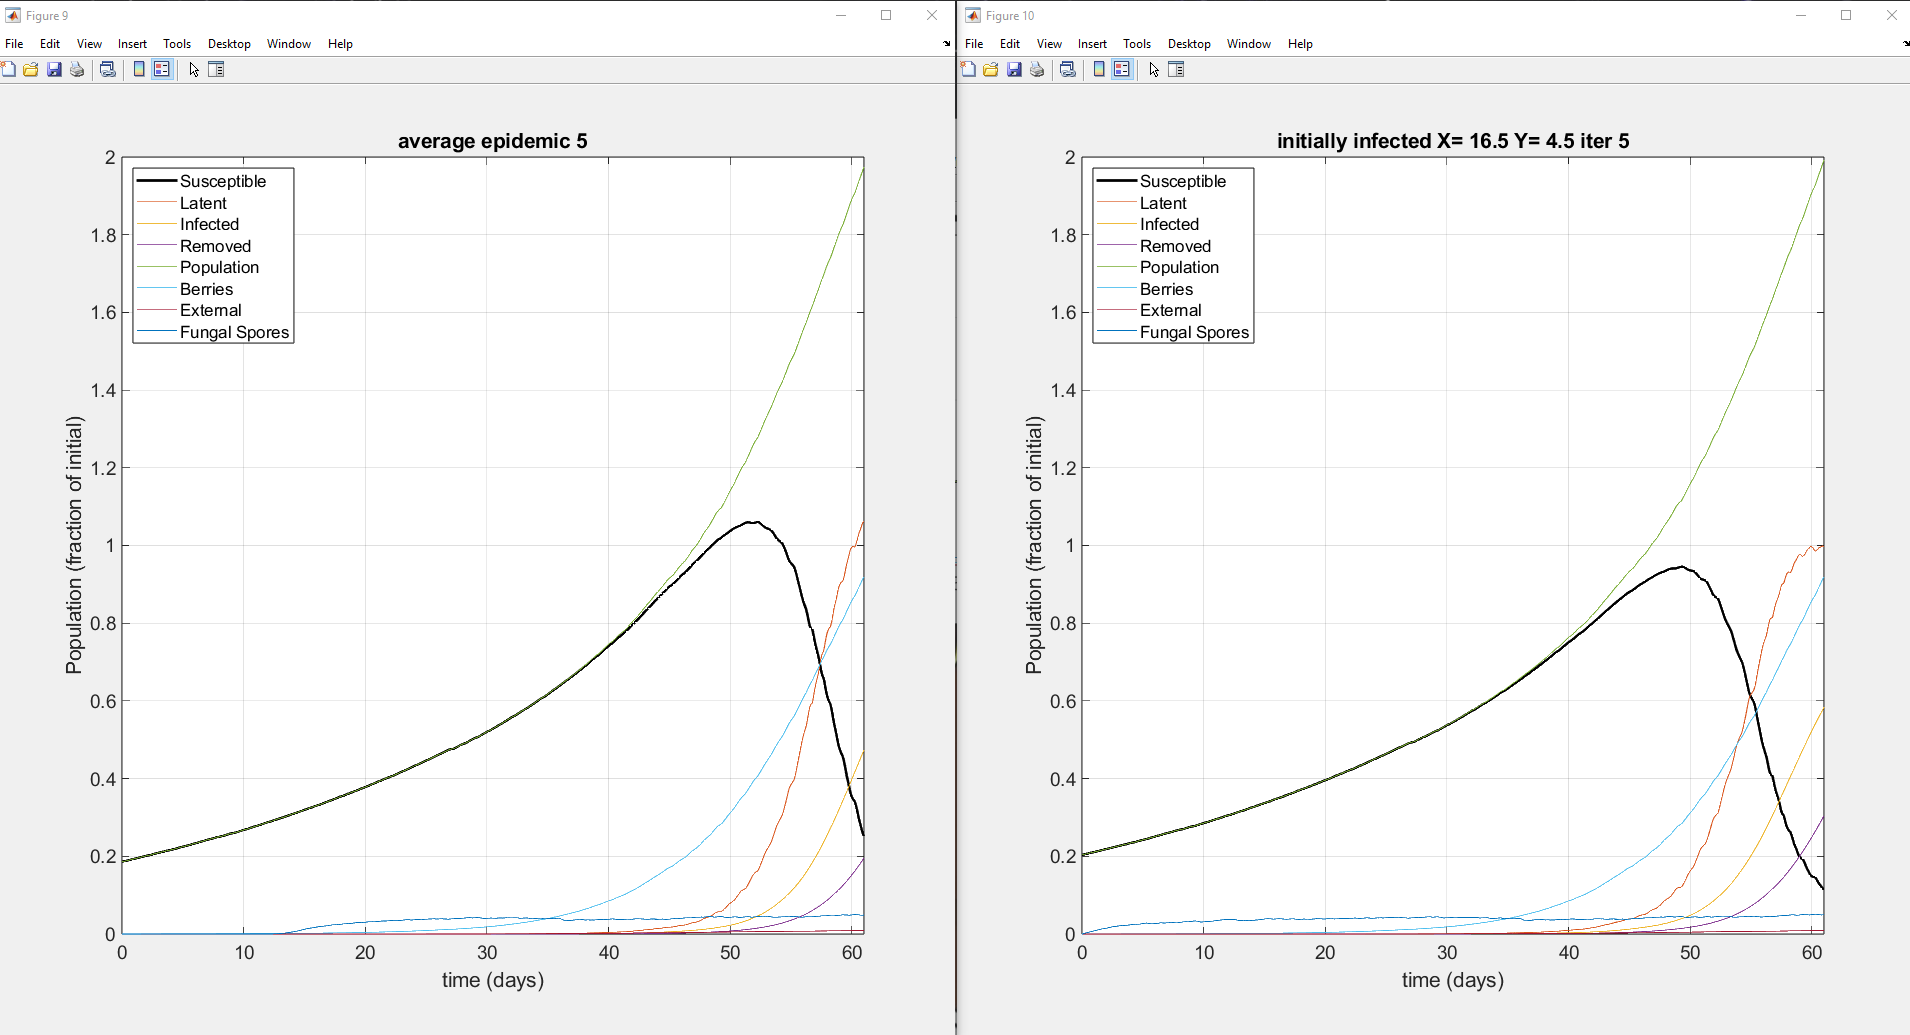 Figure 9
File Edit View Insert Tools Desktop Window Help
average epidemic 5
2
1.8
1.6
1.4
1.2
1
0.8
0.6
0.4
0.2
0
Population (fraction of initial)
Susceptible
Latent
Infected
Removed
Population
Berries
External
Fungal Spores
0 10 20 30 40 50 60
time (days)
Figure 10
File Edit View Insert Tools Desktop Window Help
initially infected X= 16.5 Y= 4.5 iter 5
2
1.8
1.6
1.4
1.2
1
0.8
0.6
0.4
0.2
0
Population (fraction of initial)
Susceptible
Latent
Infected
Removed
Population
Berries
External
Fungal Spores
0 10 20 30 40 50 60
time (days)